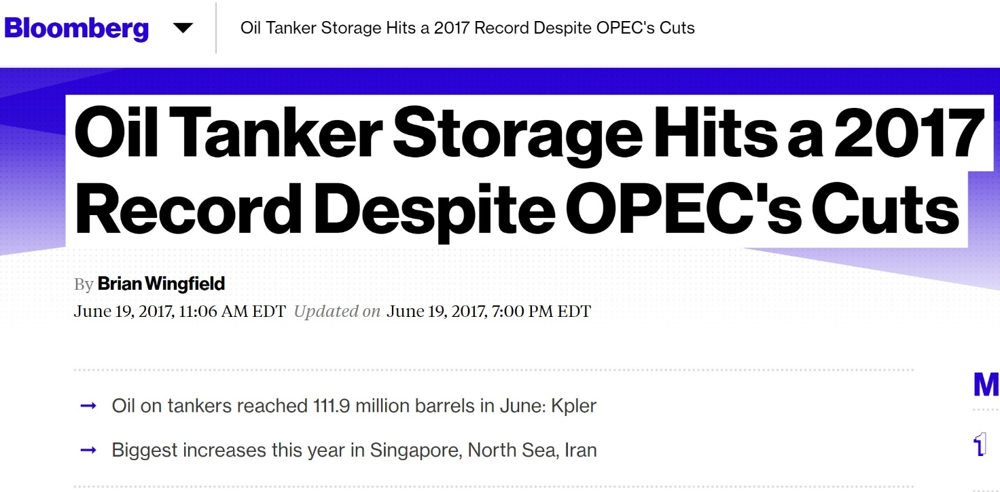 Bloomberg
Oil Tanker Storage Hits a 2017 Record Despite OPEC's Cuts
Oil Tanker Storage Hits a 2017
Record Despite OPEC's Cuts
By Brian Wingfield
June 19, 2017, 11:06 AM EDT Updated on June 19, 2017, 7:00 PM EDT
→ Oil on tankers reached 111.9 million barrels in June: Kpler
→ Biggest increases this year in Singapore, North Sea, Iran
M
1